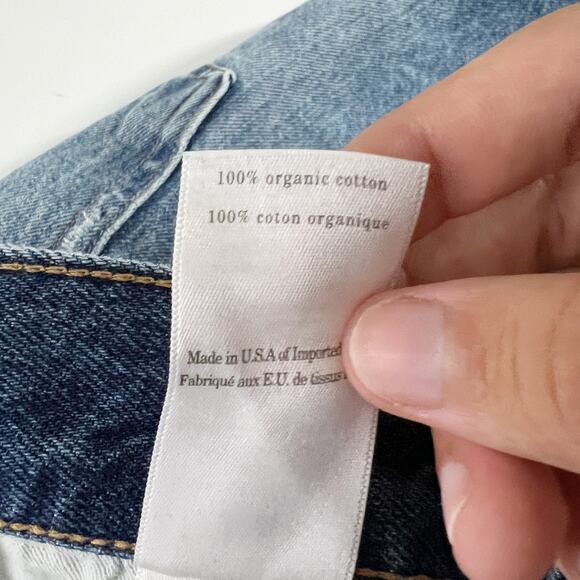 100% organic cotton
100% coton organique
Made in U.S.A of Imported
Fabriqué aux E.U. de tissus